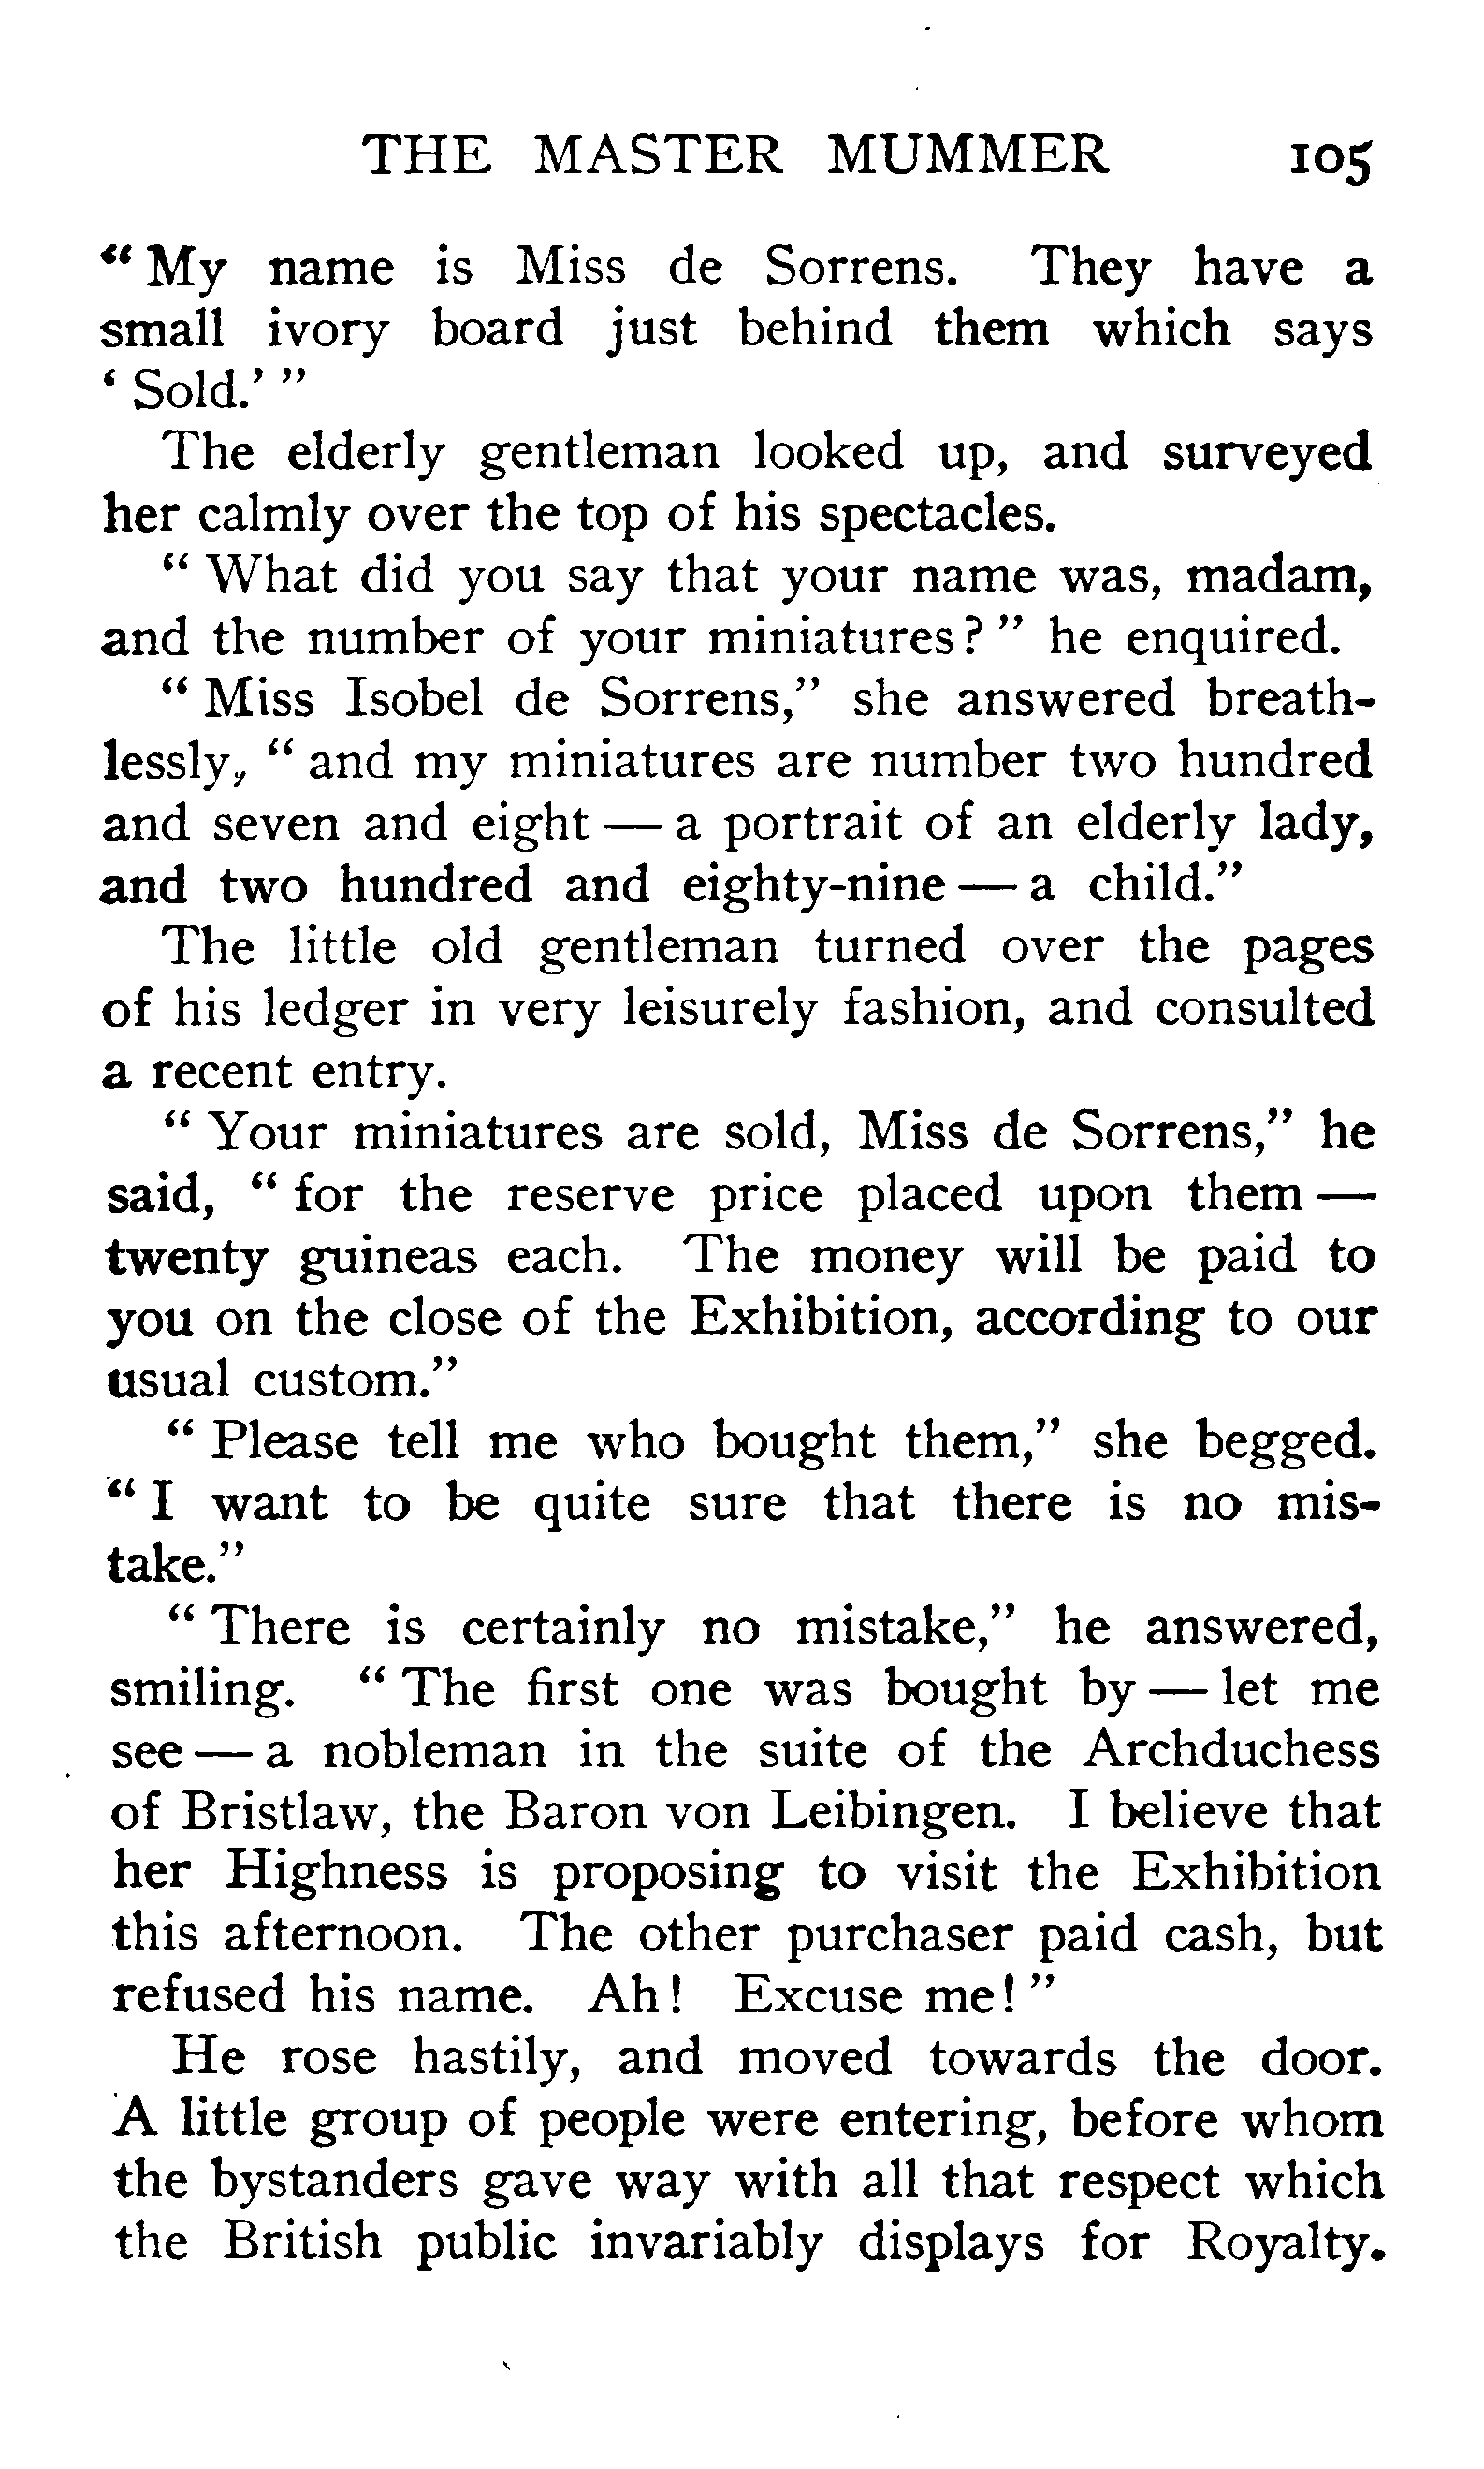 THE MASTER MUMMER 105
“ My name is Miss de Sorrens. They have a
small ivory board just behind them which says
‘ Sold.’ ”
The elderly gentleman looked up, and surveyed
her calmly over the top of his spectacles.
“ What did you say that your name was, madam,
and the number of your miniatures ? ” he enquired.
“ Miss Isobel de Sorrens,” she answered breath-
lessly, “ and my miniatures are number two hundred
and seven and eight — a portrait of an elderly lady,
and two hundred and eighty-nine — a child.”
The little old gentleman turned over the pages
of his ledger in very leisurely fashion, and consulted
a recent entry.
“ Your miniatures are sold, Miss de Sorrens,” he
said, “ for the reserve price placed upon them —
twenty guineas each. The money will be paid to
you on the close of the Exhibition, according to our
usual custom.”
“ Please tell me who bought them,” she begged.
“ I want to be quite sure that there is no mis-
take.”
“ There is certainly no mistake,” he answered,
smiling. “ The first one was bought by — let me
see — a nobleman in the suite of the Archduchess
of Bristlaw, the Baron von Leibingen. I believe that
her Highness is proposing to visit the Exhibition
this afternoon. The other purchaser paid cash, but
refused his name. Ah ! Excuse me ! ”
He rose hastily, and moved towards the door.
A little group of people were entering, before whom
the bystanders gave way with all that respect which
the British public invariably displays for Royalty.